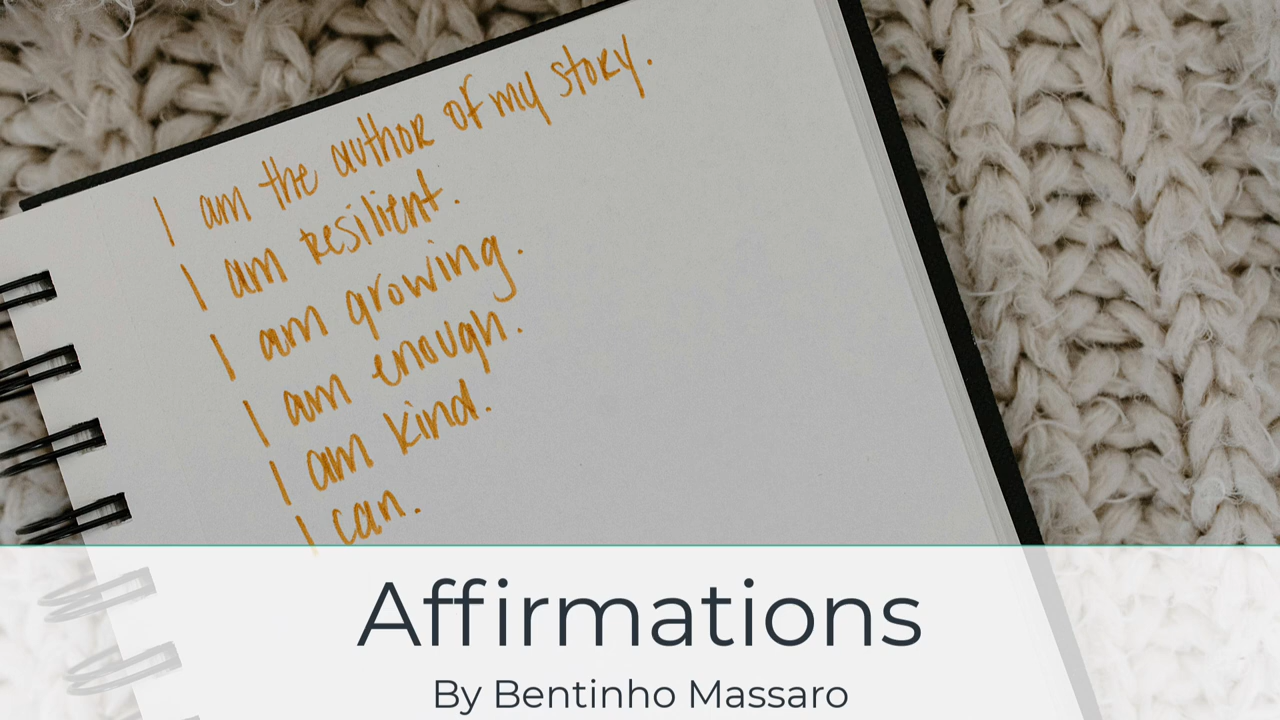 I am the author of my story.
I am resilient.
I am growing.
I am enough.
I am kind.
I can.
Affirmations
By Bentinho Massaro